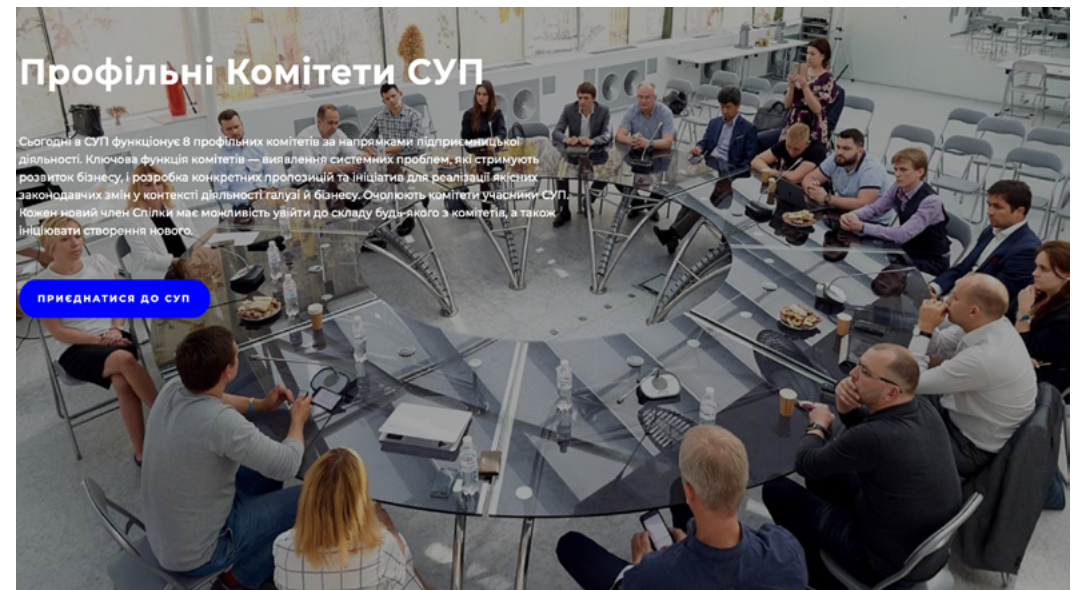 Профільні Комітети СУП
Сьогодні в СУП функціонує 8 профільних комітетів за напрямками підприємницької
діяльності. Ключова функція комітетів — виявлення системних проблем, які стримують
розвиток бізнесу, і розробка конкретних пропозицій та ініціатив для реалізації якісних
законодавчих змін у контексті діяльності галузі й бізнесу. Очолюють комітети учасники СУП.
Кожен новий член Спілки має можливість увійти до складу будь-якого з комітетів, а також
ініціювати створення нового.
ПРИЄДНАТИСЯ ДО СУП